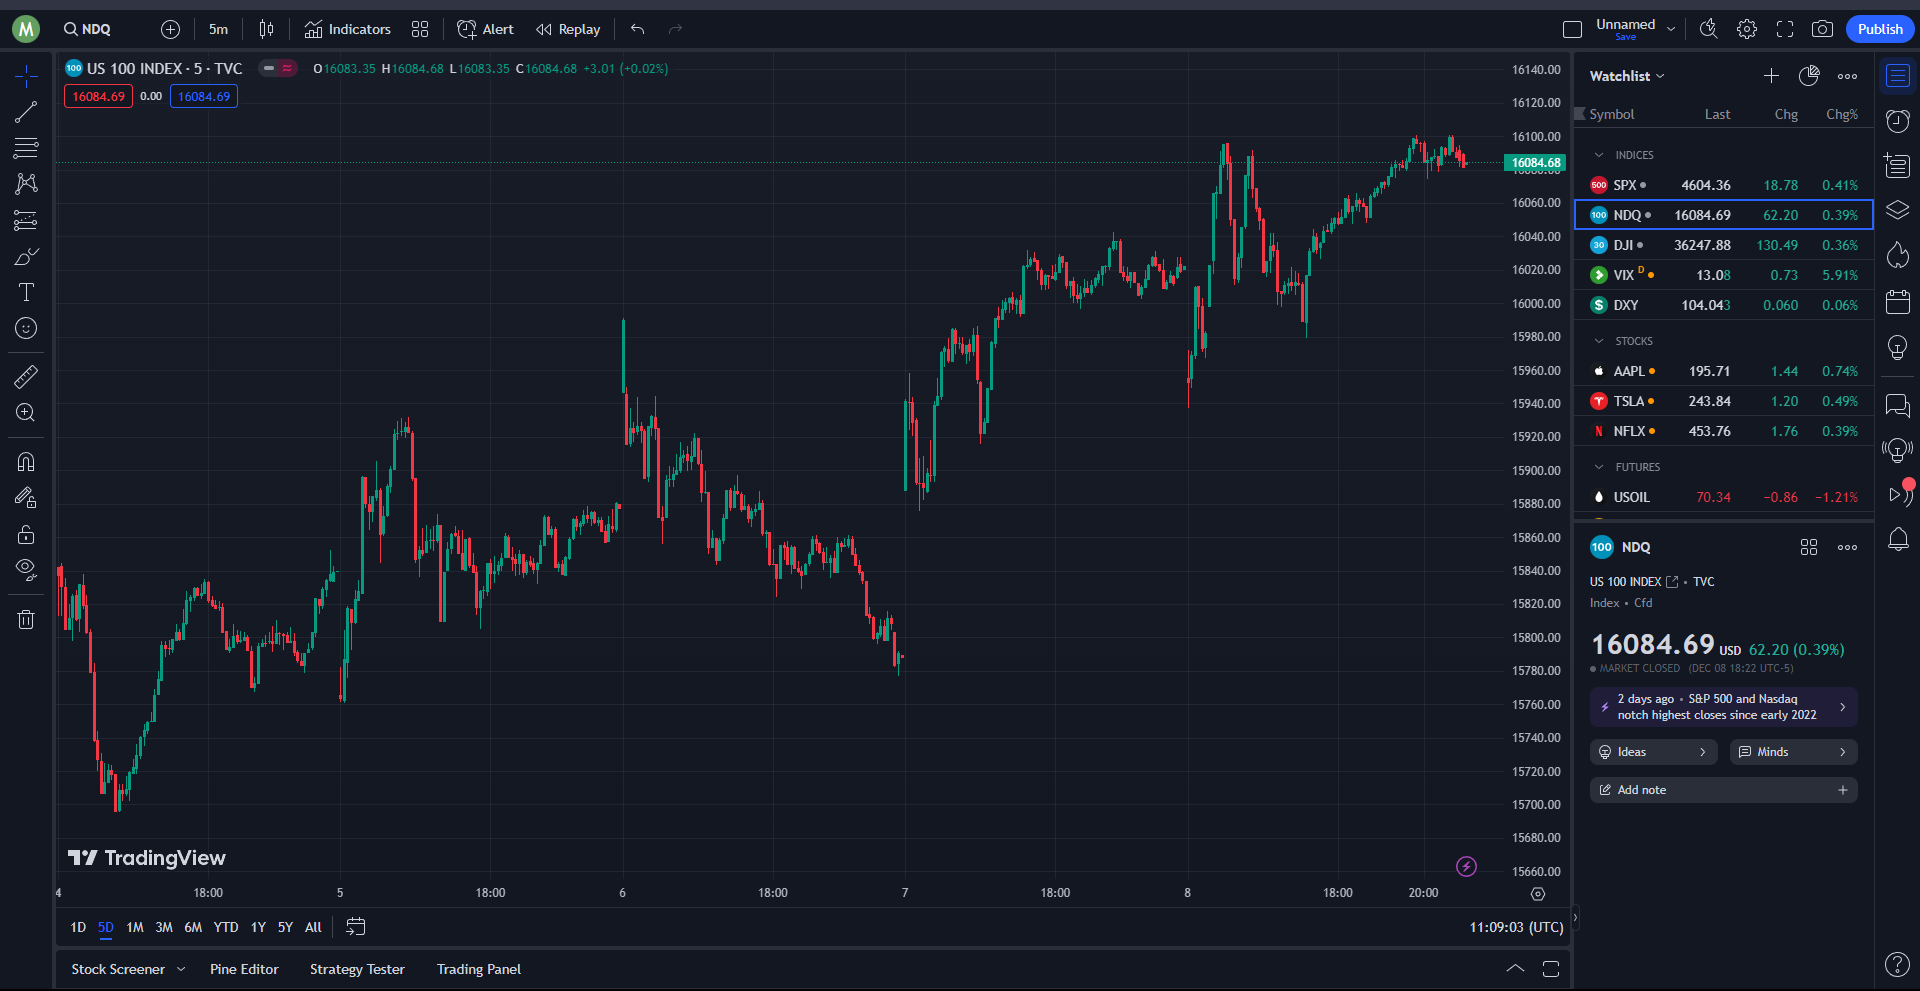 M NDQ 5m Indicators Alert Replay Unnamed Save Publish
100 US 100 INDEX · 5 · TVC O16083.35 H16084.68 L16083.35 C16084.68 +3.01 (+0.02%)
16084.69 0.00 16084.69
16140.00
16120.00
16100.00
16084.68
16080.00
16060.00
16040.00
16020.00
16000.00
15980.00
15960.00
15940.00
15920.00
15900.00
15880.00
15860.00
15840.00
15820.00
15800.00
15780.00
15760.00
15740.00
15720.00
15700.00
15680.00
15660.00
TradingView
4 18:00 5 18:00 6 18:00 7 18:00 8 18:00 20:00
1D 5D 1M 3M 6M YTD 1Y 5Y All 11:09:03 (UTC)
Stock Screener Pine Editor Strategy Tester Trading Panel
Watchlist
Symbol Last Chg Chg%
INDICES
500 SPX 4604.36 18.78 0.41%
100 NDQ 16084.69 62.20 0.39%
30 DJI 36247.88 130.49 0.36%
VIX D 13.08 0.73 5.91%
$ DXY 104.043 0.060 0.06%
STOCKS
AAPL 195.71 1.44 0.74%
TSLA 243.84 1.20 0.49%
N NFLX 453.76 1.76 0.39%
FUTURES
USOIL 70.34 −0.86 −1.21%
100 NDQ
US 100 INDEX • TVC
Index • Cfd
16084.69 USD 62.20 (0.39%)
MARKET CLOSED (DEC 08 18:22 UTC-5)
2 days ago • S&P 500 and Nasdaq
notch highest closes since early 2022
Ideas Minds
Add note